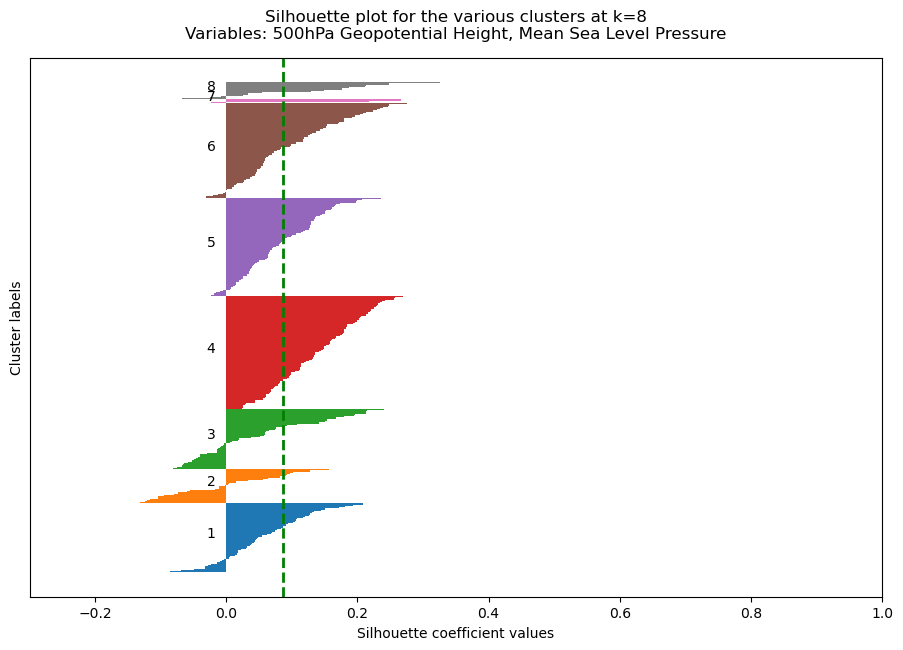 Silhouette plot for the various clusters at k=8
Variables: 500hPa Geopotential Height, Mean Sea Level Pressure
Cluster labels
8
7
6
5
4
3
2
1
−0.2 0.0 0.2 0.4 0.6 0.8 1.0
Silhouette coefficient values